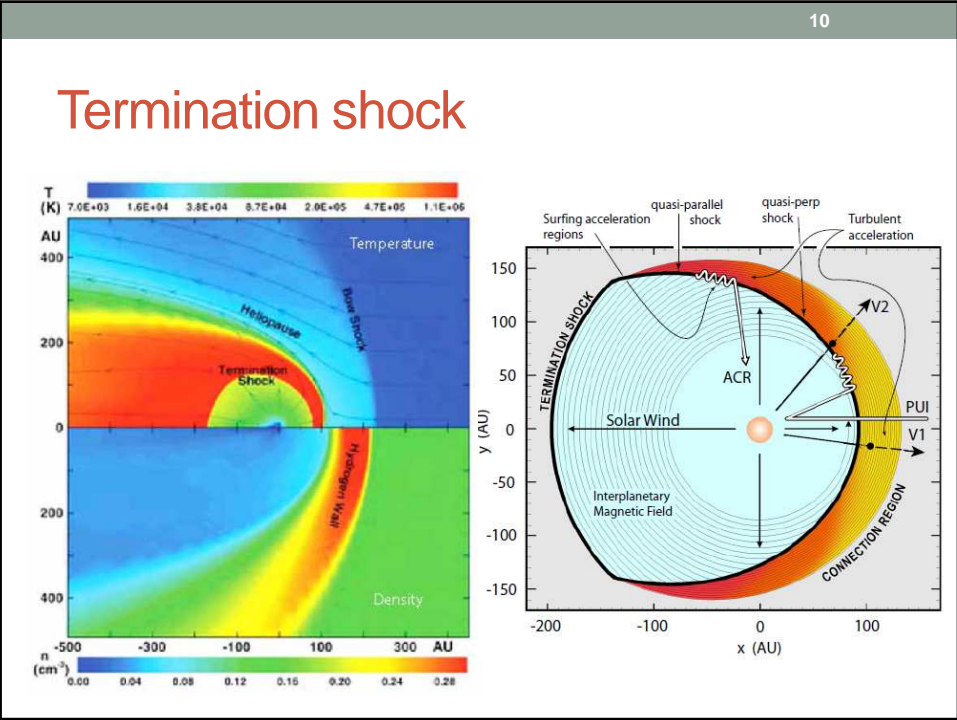 10
Termination shock
T
(K) 7.0E+03 1.6E+04 3.8E+04 8.7E+04 2.0E+05 4.7E+05 1.1E+06
AU
400
200
0
200
400
Temperature
Bow Shock
Heliopause
Termination
Shock
Hydrogen Wall
Density
-500 -300 -100 100 300 AU
n
(cm⁻³)
0.00 0.04 0.08 0.12 0.16 0.20 0.24 0.28
Surfing acceleration
regions
quasi-parallel
shock
quasi-perp
shock
Turbulent
acceleration
150
100
50
0
-50
-100
-150
y (AU)
TERMINATION SHOCK
V2
ACR
Solar Wind
PUI
V1
Interplanetary
Magnetic Field
CONNECTION REGION
-200 -100 0 100
x (AU)